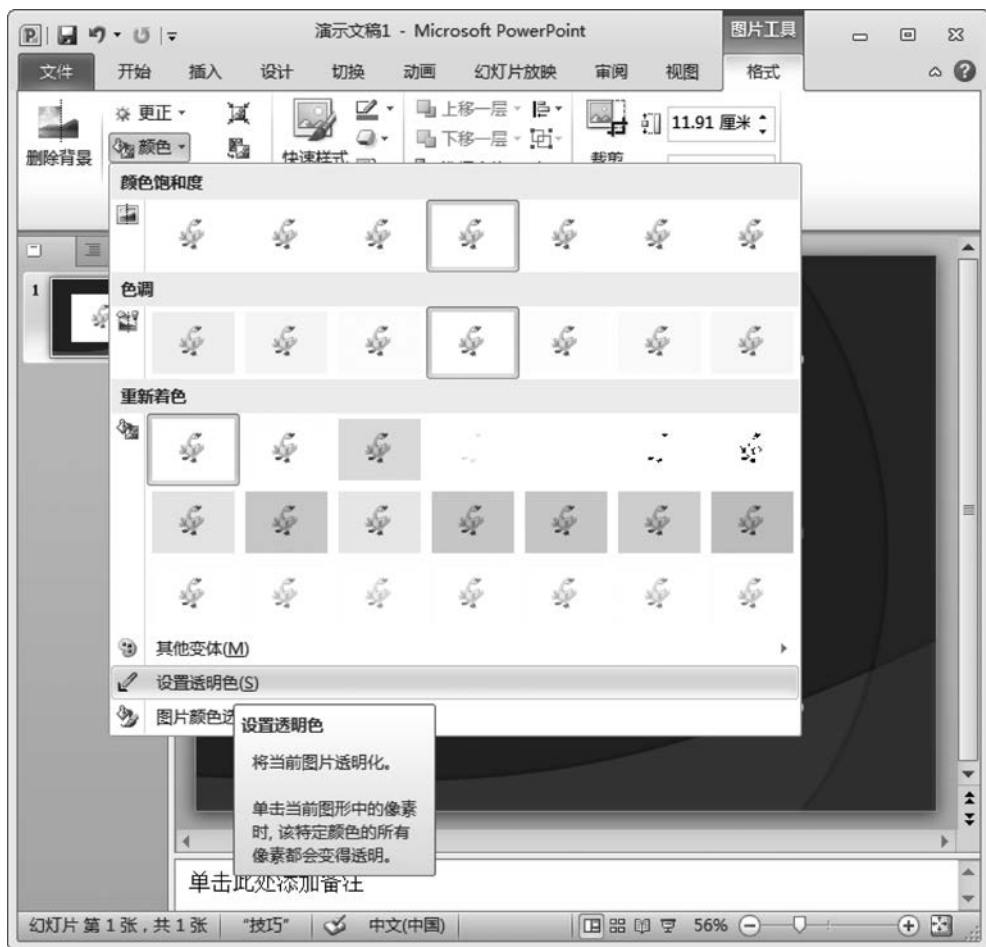 演示文稿1 - Microsoft PowerPoint
图片工具
文件 开始 插入 设计 切换 动画 幻灯片放映 审阅 视图 格式
删除背景
更正
颜色
快速样式
上移一层
下移一层
裁剪
11.91 厘米
颜色饱和度
1
色调
重新着色
其他变体(M)
设置透明色(S)
图片颜色选
设置透明色
将当前图片透明化。
单击当前图形中的像素
时, 该特定颜色的所有
像素都会变得透明。
单击此处添加备注
幻灯片 第 1 张，共 1 张 "技巧" 中文(中国) 56%